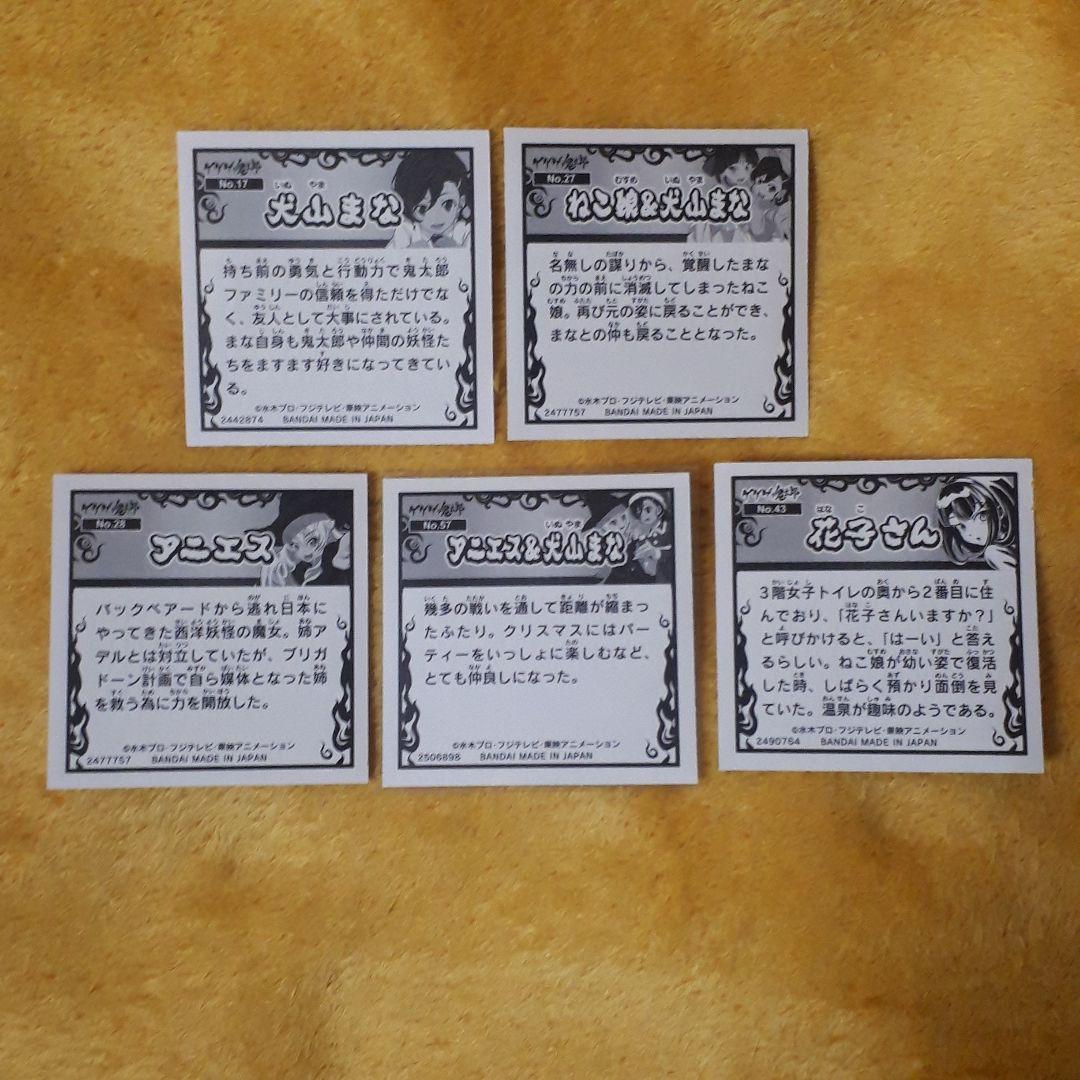 ゲゲゲの鬼太郎
No.17
いぬ やま
犬山まな
持ち前の勇気と行動力で鬼太郎
ファミリーの信頼を得ただけでな
く、友人として大事にされている。
まな自身も鬼太郎や仲間の妖怪た
ちをますます好きになってきてい
る。
©水木プロ・フジテレビ・東映アニメーション
2442874 BANDAI MADE IN JAPAN
ゲゲゲの鬼太郎
No.27
むすめ いぬ やま
ねこ娘&犬山まな
名無しの謀りから、覚醒したまな
の力の前に消滅してしまったねこ
娘。再び元の姿に戻ることができ、
まなとの仲も戻ることとなった。
©水木プロ・フジテレビ・東映アニメーション
2477757 BANDAI MADE IN JAPAN
ゲゲゲの鬼太郎
No.28
アニエス
バックベアードから逃れ日本に
やってきた西洋妖怪の魔女。姉ア
デルとは対立していたが、ブリガ
ドーン計画で自ら媒体となった姉
を救う為に力を開放した。
©水木プロ・フジテレビ・東映アニメーション
2477757 BANDAI MADE IN JAPAN
ゲゲゲの鬼太郎
No.57
いぬ やま
アニエス&犬山まな
幾多の戦いを通して距離が縮まっ
たふたり。クリスマスにはパー
ティーをいっしょに楽しむなど、
とても仲良しになった。
©水木プロ・フジテレビ・東映アニメーション
2506898 BANDAI MADE IN JAPAN
ゲゲゲの鬼太郎
No.43
はな こ
花子さん
3階女子トイレの奥から2番目に住
んでおり、「花子さんいますか?」
と呼びかけると、「はーい」と答え
るらしい。ねこ娘が幼い姿で復活
した時、しばらく預かり面倒を見
ていた。温泉が趣味のようである。
©水木プロ・フジテレビ・東映アニメーション
2490764 BANDAI MADE IN JAPAN